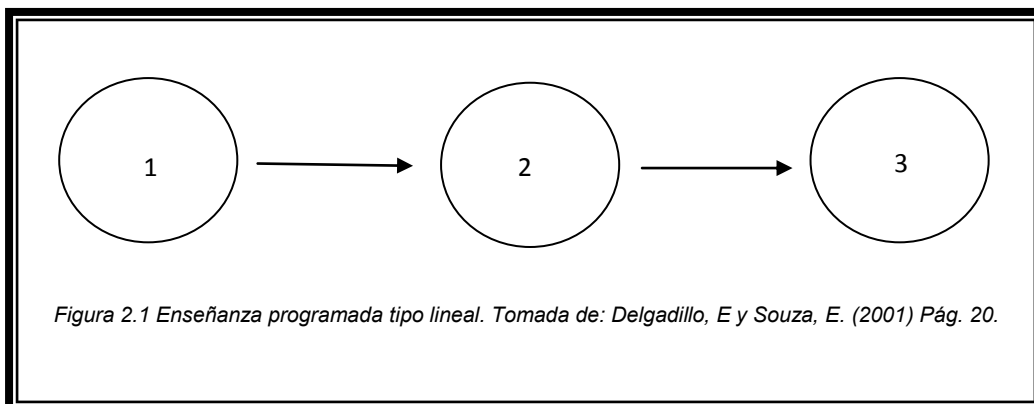 1 2 3
Figura 2.1 Enseñanza programada tipo lineal. Tomada de: Delgadillo, E y Souza, E. (2001) Pág. 20.